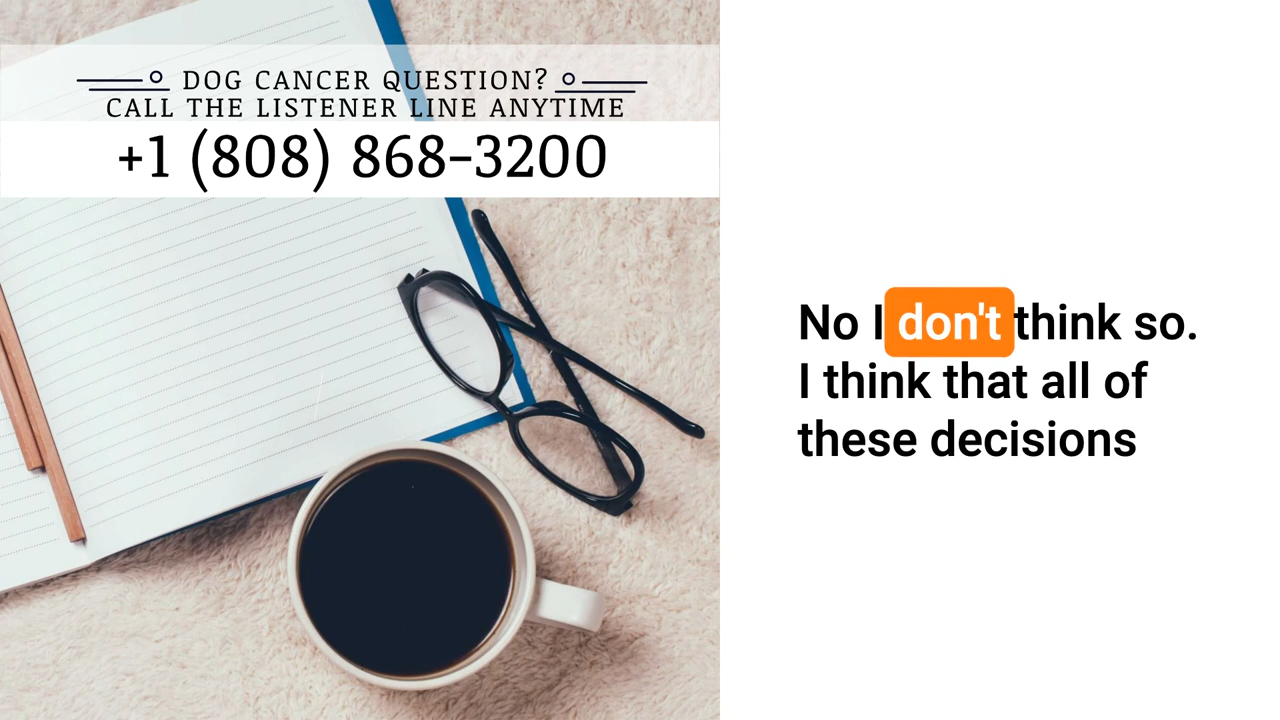 DOG CANCER QUESTION?
CALL THE LISTENER LINE ANYTIME
+1 (808) 868-3200
No I don't think so.
I think that all of
these decisions